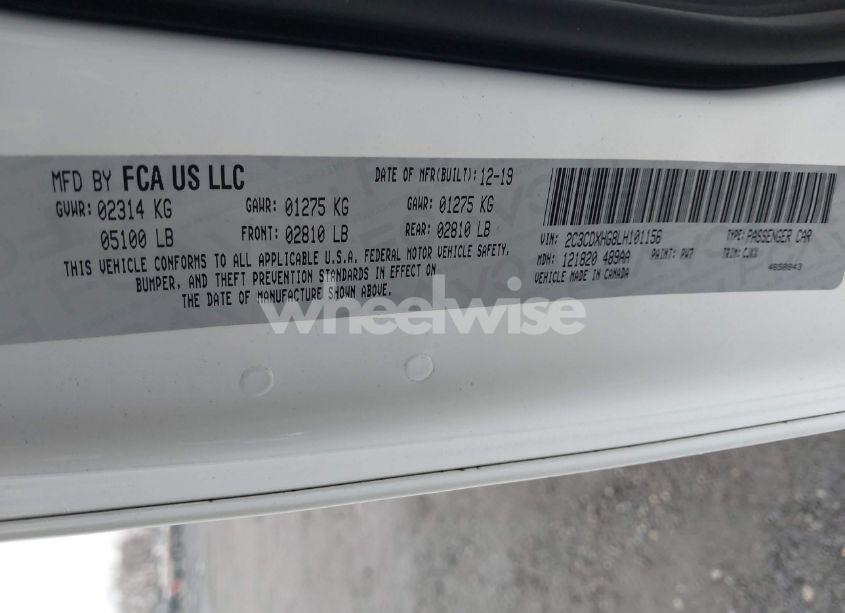 MFD BY FCA US LLC
DATE OF MFR(BUILT): 12-19
GVWR: 02314 KG
GAWR: 01275 KG
GAWR: 01275 KG
05100 LB
FRONT: 02810 LB
REAR: 02810 LB
THIS VEHICLE CONFORMS TO ALL APPLICABLE U.S.A. FEDERAL MOTOR VEHICLE SAFETY,
BUMPER, AND THEFT PREVENTION STANDARDS IN EFFECT ON
THE DATE OF MANUFACTURE SHOWN ABOVE.
VIN: 2C3CDXHG8LH101156
TYPE: PASSENGER CAR
MDH: 121820 489AA
PAINT: PW7
TRIM: CJX9
VEHICLE MADE IN CANADA
4658943
wheelwise